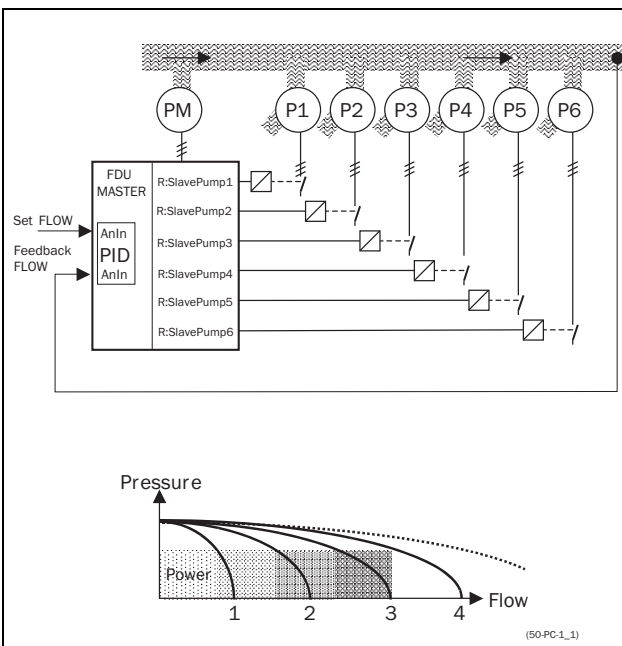 PM
P1
P2
P3
P4
P5
P6
FDU
MASTER
R:SlavePump1
R:SlavePump2
R:SlavePump3
R:SlavePump4
R:SlavePump5
R:SlavePump6
Set FLOW
Feedback
FLOW
AnIn
PID
AnIn
Pressure
Power
1 2 3 4
Flow
(50-PC-1_1)